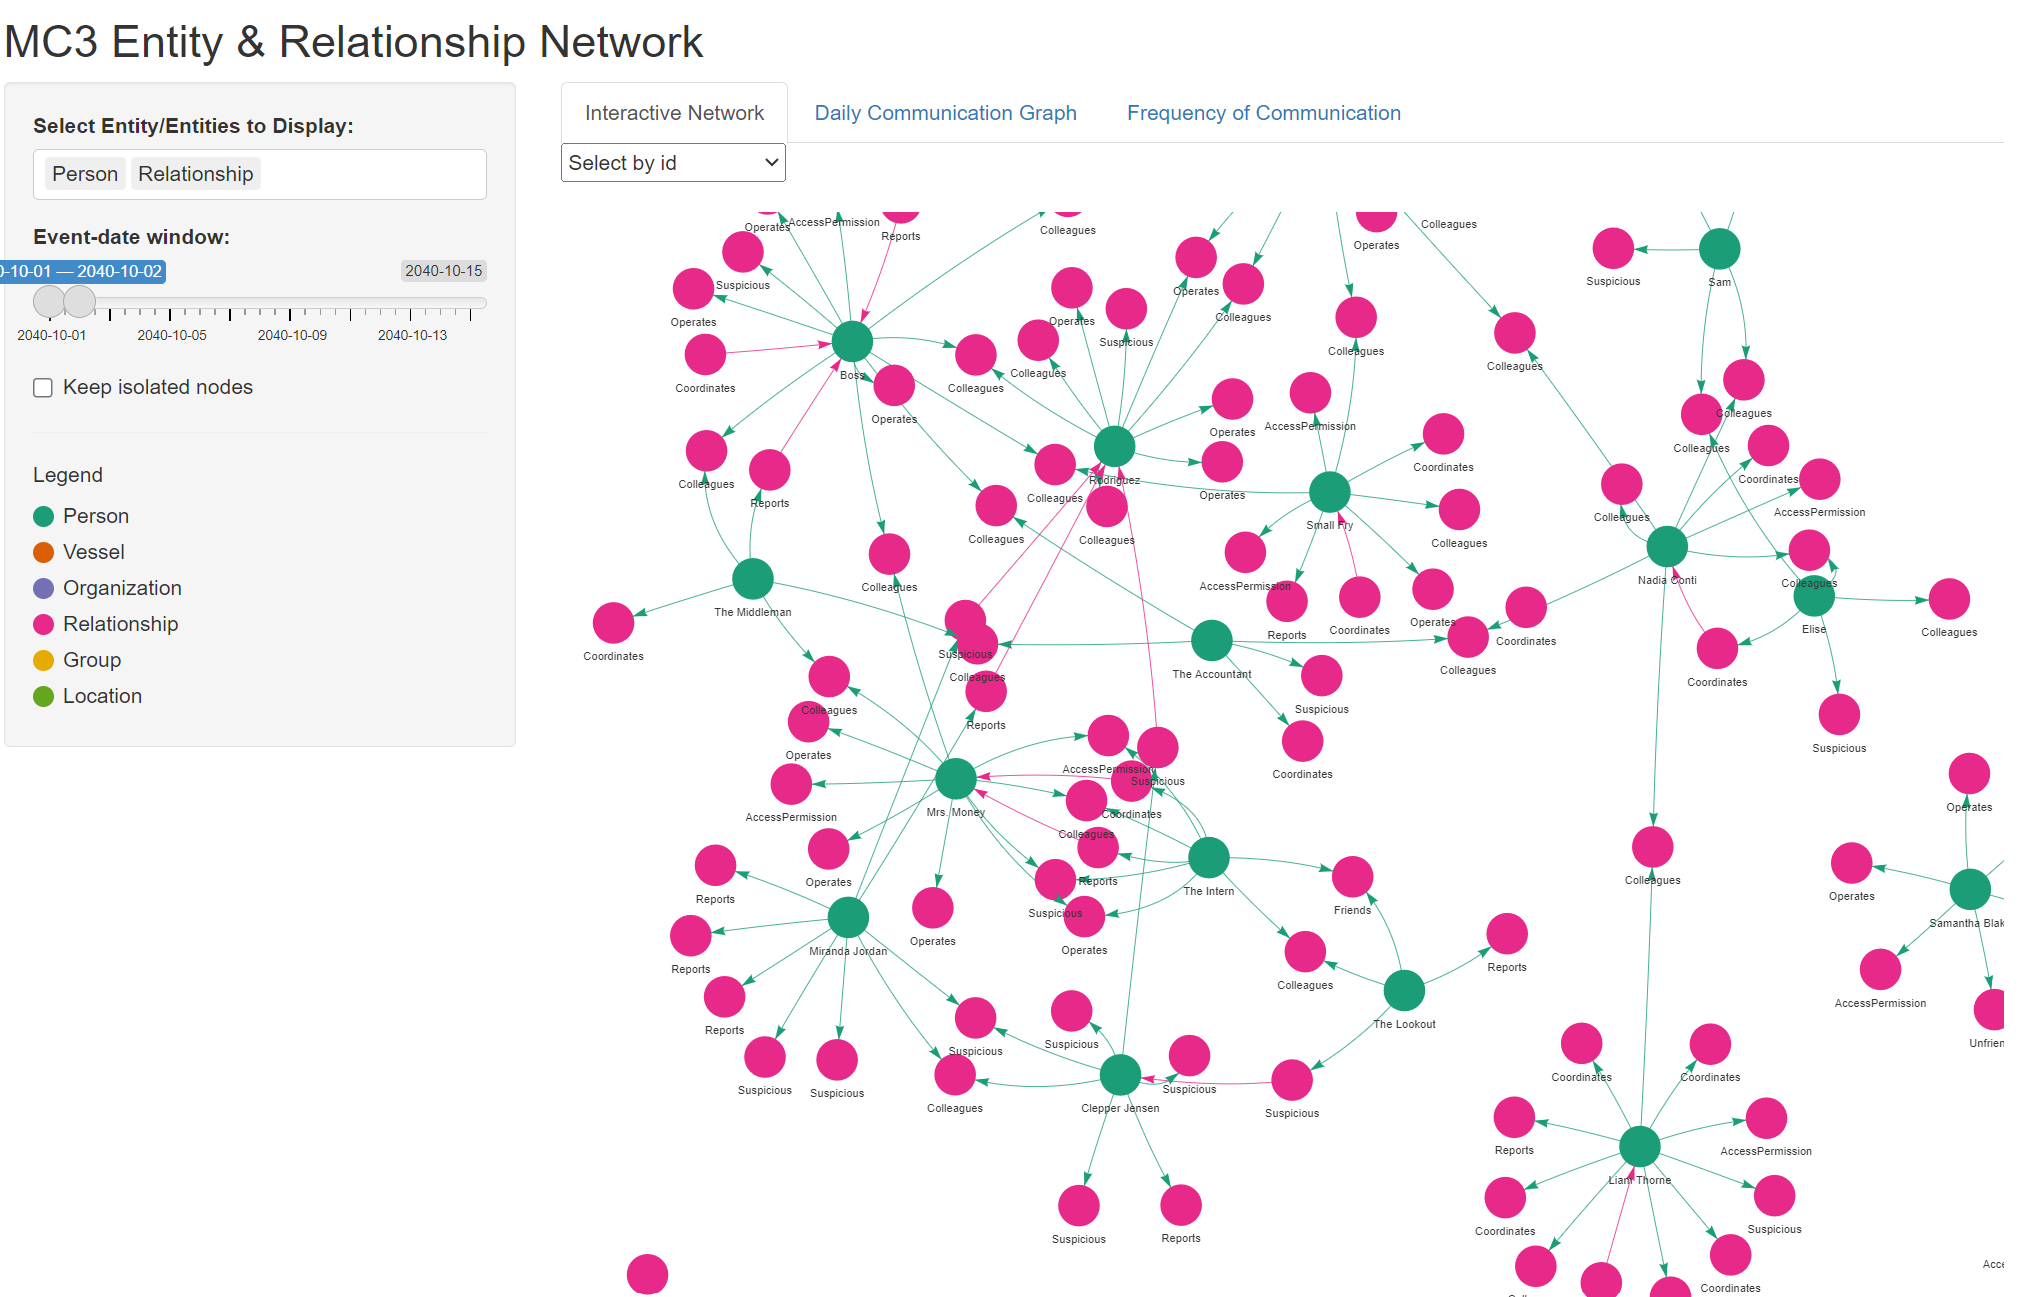 MC3 Entity & Relationship Network
Select Entity/Entities to Display:
Person Relationship
Event-date window:
0-10-01 — 2040-10-02
2040-10-15
2040-10-01 2040-10-05 2040-10-09 2040-10-13
Keep isolated nodes
Legend
Person
Vessel
Organization
Relationship
Group
Location
Interactive Network Daily Communication Graph Frequency of Communication
Select by id
Operates
AccessPermission
Reports
Colleagues
Operates
Colleagues
Suspicious
Suspicious
Sam
Operates
Operates
Colleagues
Operates
Suspicious
Colleagues
Colleagues
Colleagues
Coordinates
Boss
Colleagues
Colleagues
Operates
Colleagues
Operates
AccessPermission
Colleagues
Colleagues
Coordinates
Coordinates
Colleagues
Rodriguez
Reports
Colleagues
Operates
AccessPermission
Colleagues
Small Fry
Colleagues
Colleagues
Colleagues
Colleagues
Nadia Conti
Colleagues
Colleagues
AccessPermission
The Middleman
Reports
Coordinates
Operates
Coordinates
Elise
Colleagues
Coordinates
Suspicious
Colleagues
The Accountant
Colleagues
Coordinates
Colleagues
Suspicious
Reports
Operates
Suspicious
AccessPermission
Suspicious
Coordinates
AccessPermission
Mrs. Money
Coordinates
Operates
Colleagues
Operates
Reports
The Intern
Colleagues
Operates
Reports
Suspicious
Friends
Samantha Blak
Operates
Operates
Miranda Jordan
Reports
Reports
Colleagues
AccessPermission
Reports
The Lookout
Suspicious
Suspicious
Unfrien
Coordinates
Coordinates
Suspicious
Suspicious
Suspicious
Colleagues
Clepper Jensen
Suspicious
Reports
AccessPermission
Liam Thorne
Coordinates
Suspicious
Suspicious
Reports
Acce
Coordinates